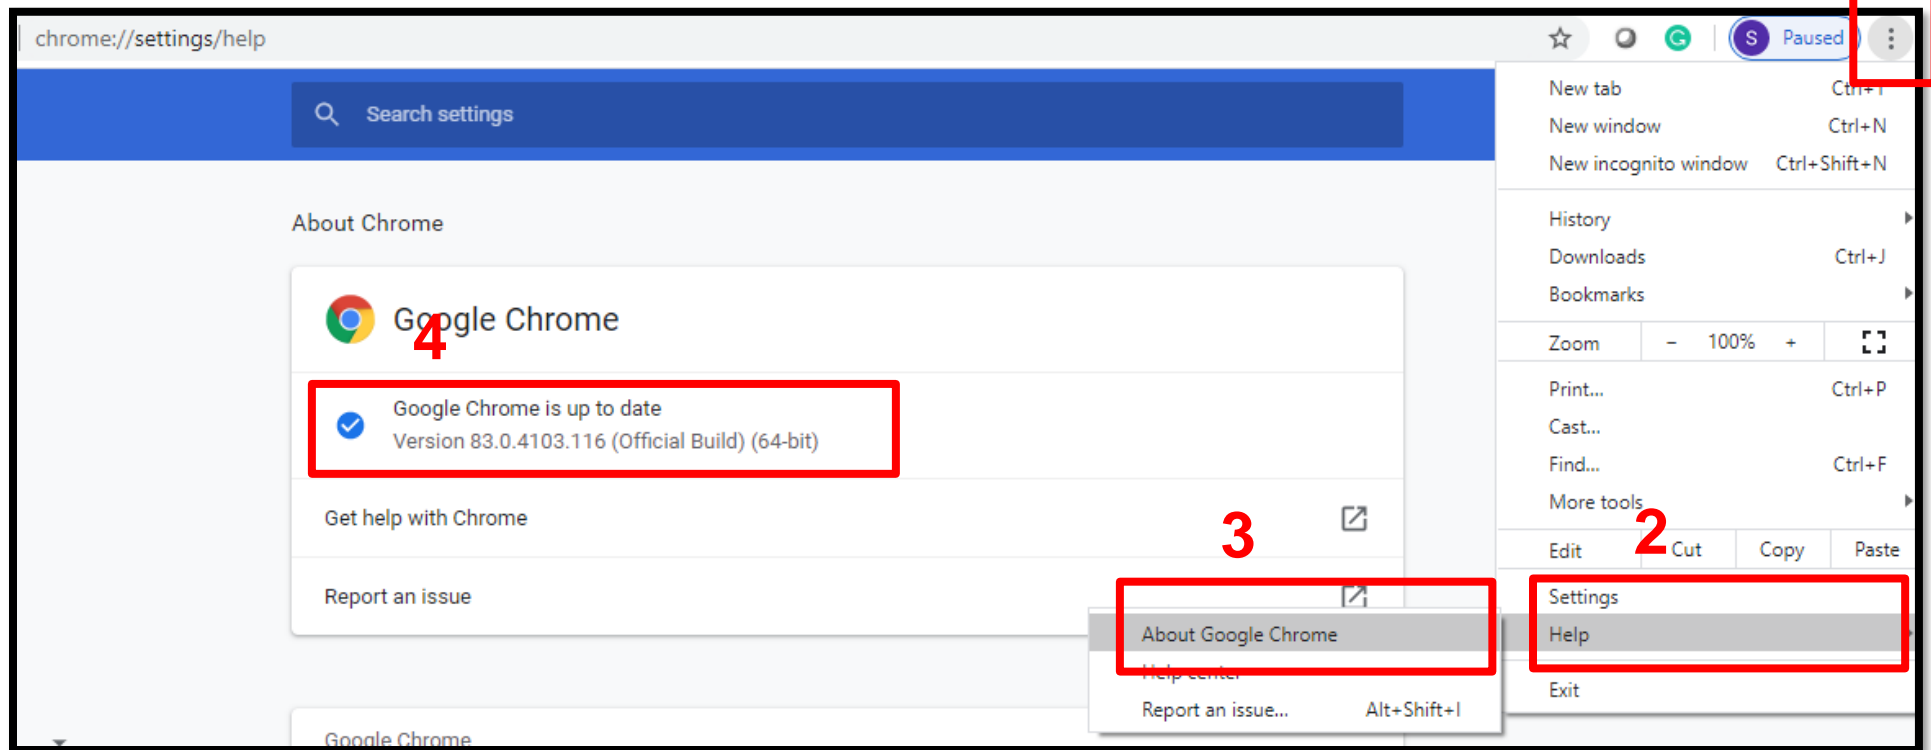 chrome://settings/help
S Paused
Search settings
About Chrome
Google Chrome
4
Google Chrome is up to date
Version 83.0.4103.116 (Official Build) (64-bit)
Get help with Chrome
Report an issue
Google Chrome
New tab Ctrl+T
New window Ctrl+N
New incognito window Ctrl+Shift+N
History
Downloads Ctrl+J
Bookmarks
Zoom - 100% +
Print... Ctrl+P
Cast...
Find... Ctrl+F
More tools
2
Edit Cut Copy Paste
Settings
Help
Exit
3
About Google Chrome
Help center
Report an issue... Alt+Shift+I